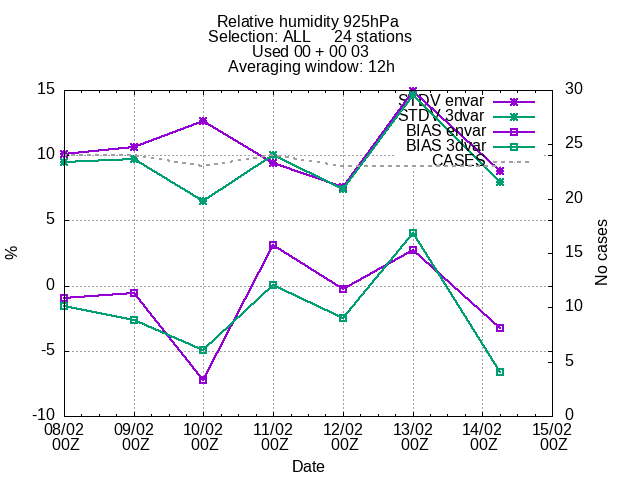 Relative humidity 925hPa
Selection: ALL 24 stations
Used 00 + 00 03
Averaging window: 12h
15
10
5
0
-5
-10
%
30
25
20
15
10
5
0
No cases
STDV envar
STDV 3dvar
BIAS envar
BIAS 3dvar
CASES
08/02 09/02 10/02 11/02 12/02 13/02 14/02 15/02
00Z 00Z 00Z 00Z 00Z 00Z 00Z 00Z
Date